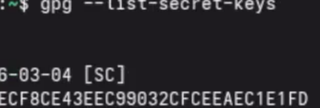 :~$ gpg --list-secret-keys
6-03-04 [SC]
ECF8CE43EEC99032CFCEEAEC1E1FD